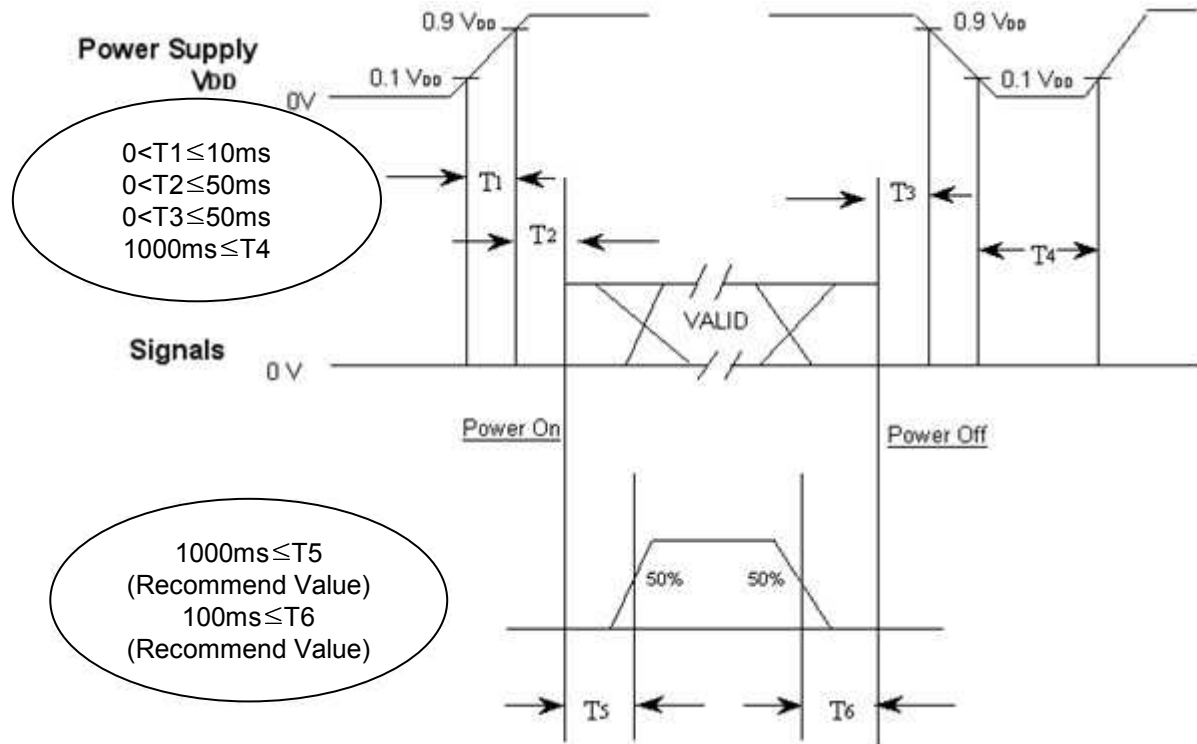 0.9 VDD
0.9 VDD
Power Supply
VDD
0.1 VDD
0.1 VDD
0V
0<T1≤10ms
0<T2≤50ms
0<T3≤50ms
1000ms≤T4
T1
T3
T2
T4
VALID
Signals
0 V
Power On
Power Off
1000ms≤T5
(Recommend Value)
100ms≤T6
(Recommend Value)
50%
50%
T5
T6